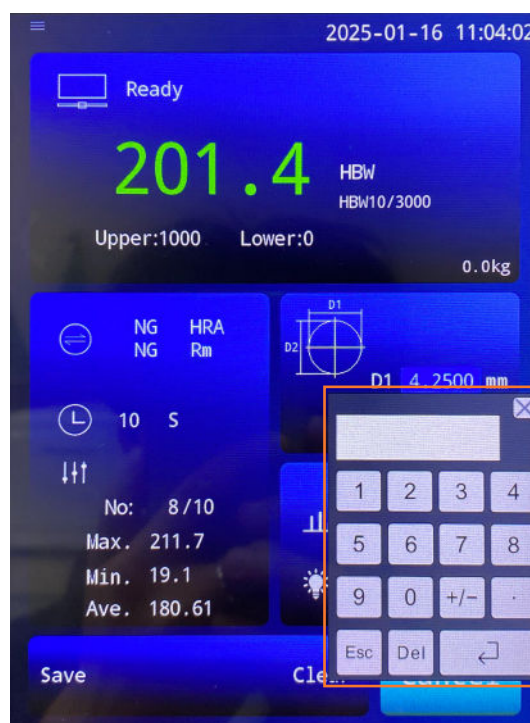 2025-01-16 11:04:02
Ready
201.4 HBW
HBW10/3000
Upper:1000 Lower:0
0.0kg
NG HRA
NG Rm
10 S
No: 8/10
Max. 211.7
Min. 19.1
Ave. 180.61
D1
D2
D1 4.2500 mm
1 2 3 4
5 6 7 8
9 0 +/- .
Esc Del
Save